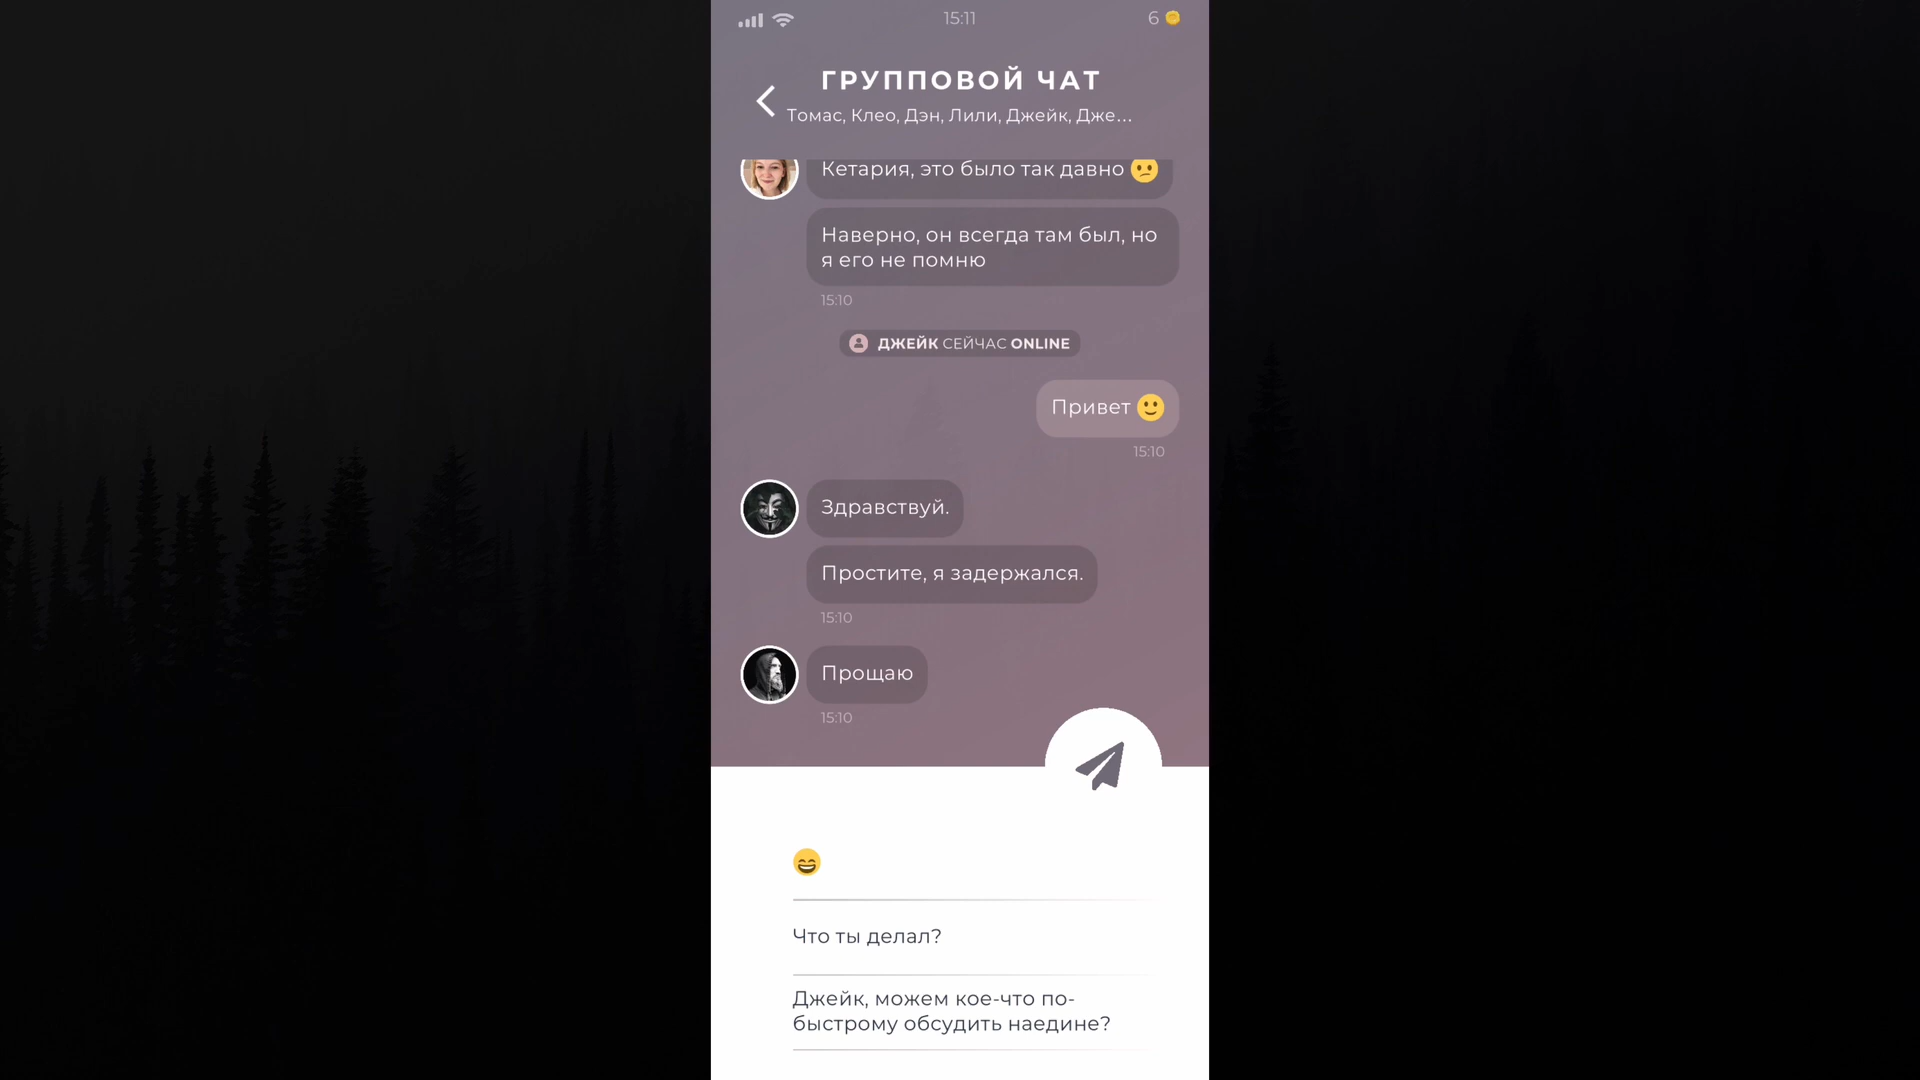 15:11
6
ГРУППОВОЙ ЧАТ
Томас, Клео, Дэн, Лили, Джейк, Дже...
Кетария, это было так давно 😕
Наверно, он всегда там был, но
я его не помню
15:10
ДЖЕЙК СЕЙЧАС ONLINE
Привет 🙂
15:10
Здравствуй.
Простите, я задержался.
15:10
Прощаю
15:10
😄
Что ты делал?
Джейк, можем кое-что по-
быстрому обсудить наедине?